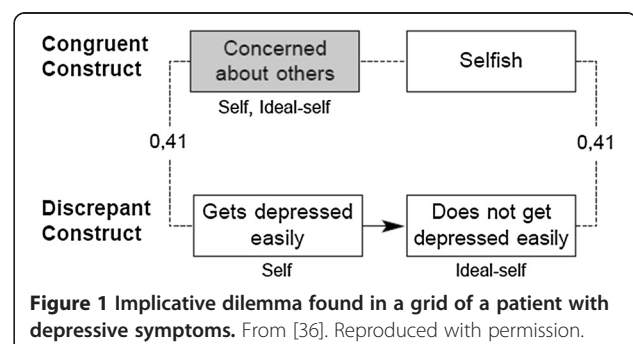 Congruent
Construct
Concerned
about others
Selfish
Self, Ideal-self
0,41
0,41
Discrepant
Construct
Gets depressed
easily
Does not get
depressed easily
Self
Ideal-self
Figure 1 Implicative dilemma found in a grid of a patient with
depressive symptoms. From [36]. Reproduced with permission.